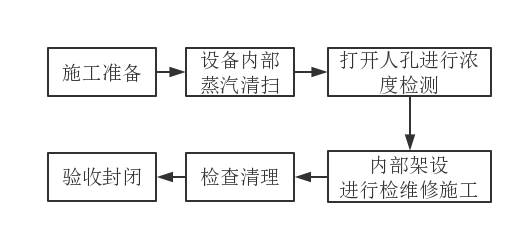 施工准备
设备内部
蒸汽清扫
打开人孔进行浓
度检测
内部架设
进行检维修施工
检查清理
验收封闭